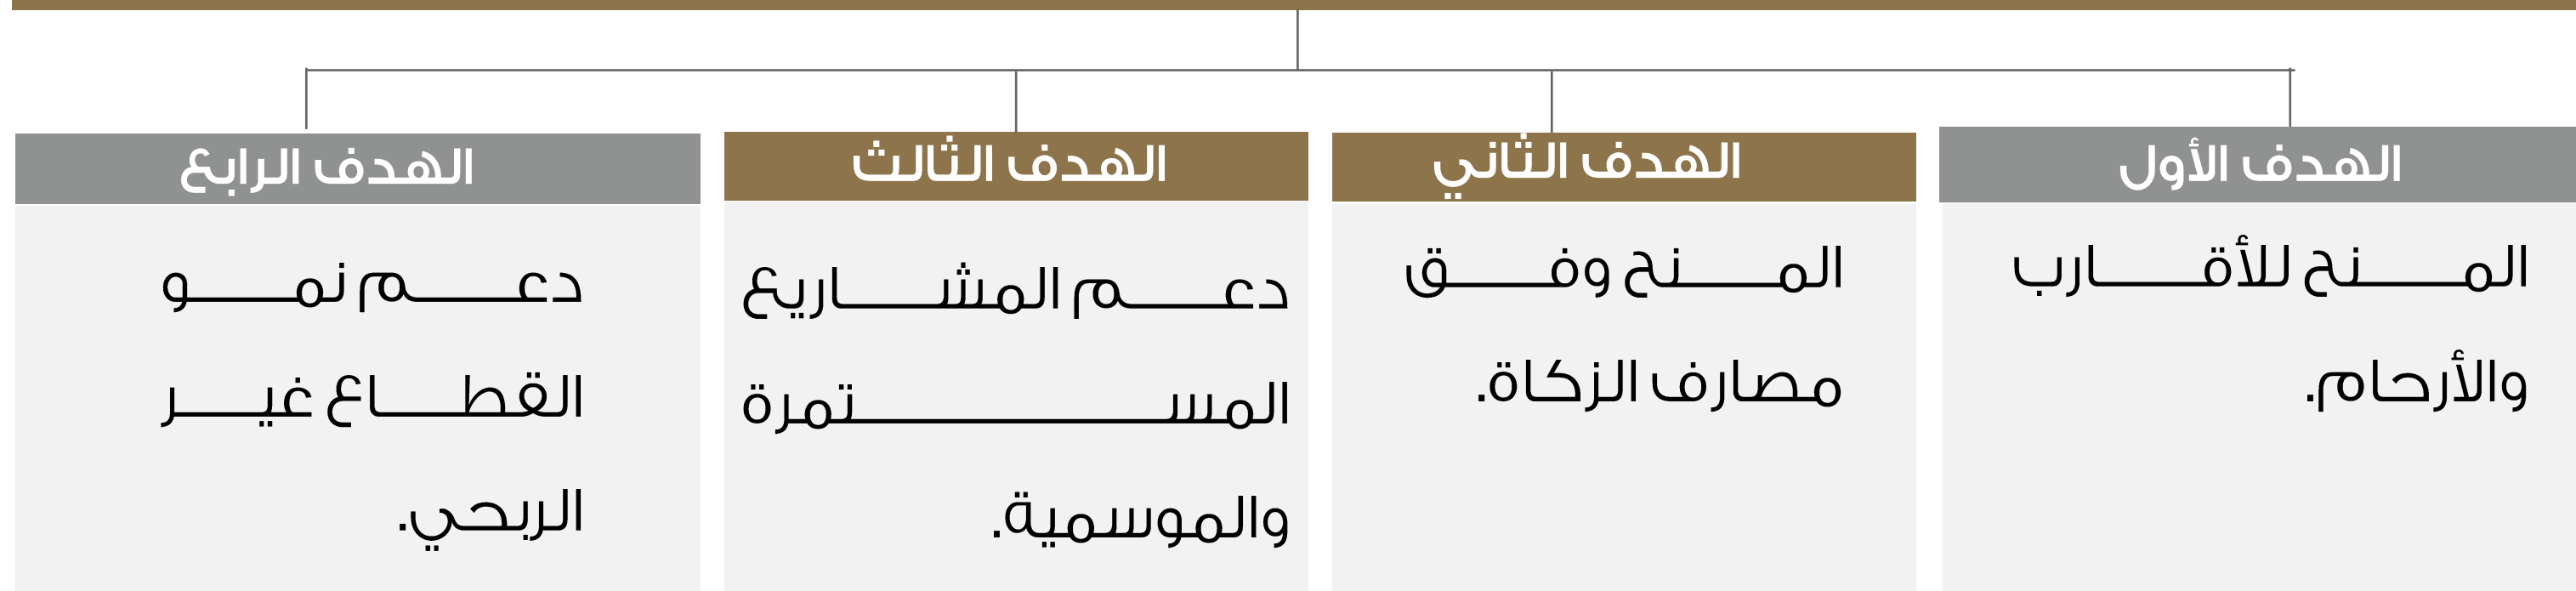 الهدف الأول
المنح للأقارب
والأرحام.
الهدف الثاني
المنح وفق
مصارف الزكاة.
الهدف الثالث
دعم المشاريع
المستمرة
والموسمية.
الهدف الرابع
دعم نمو
القطاع غير
الربحي.